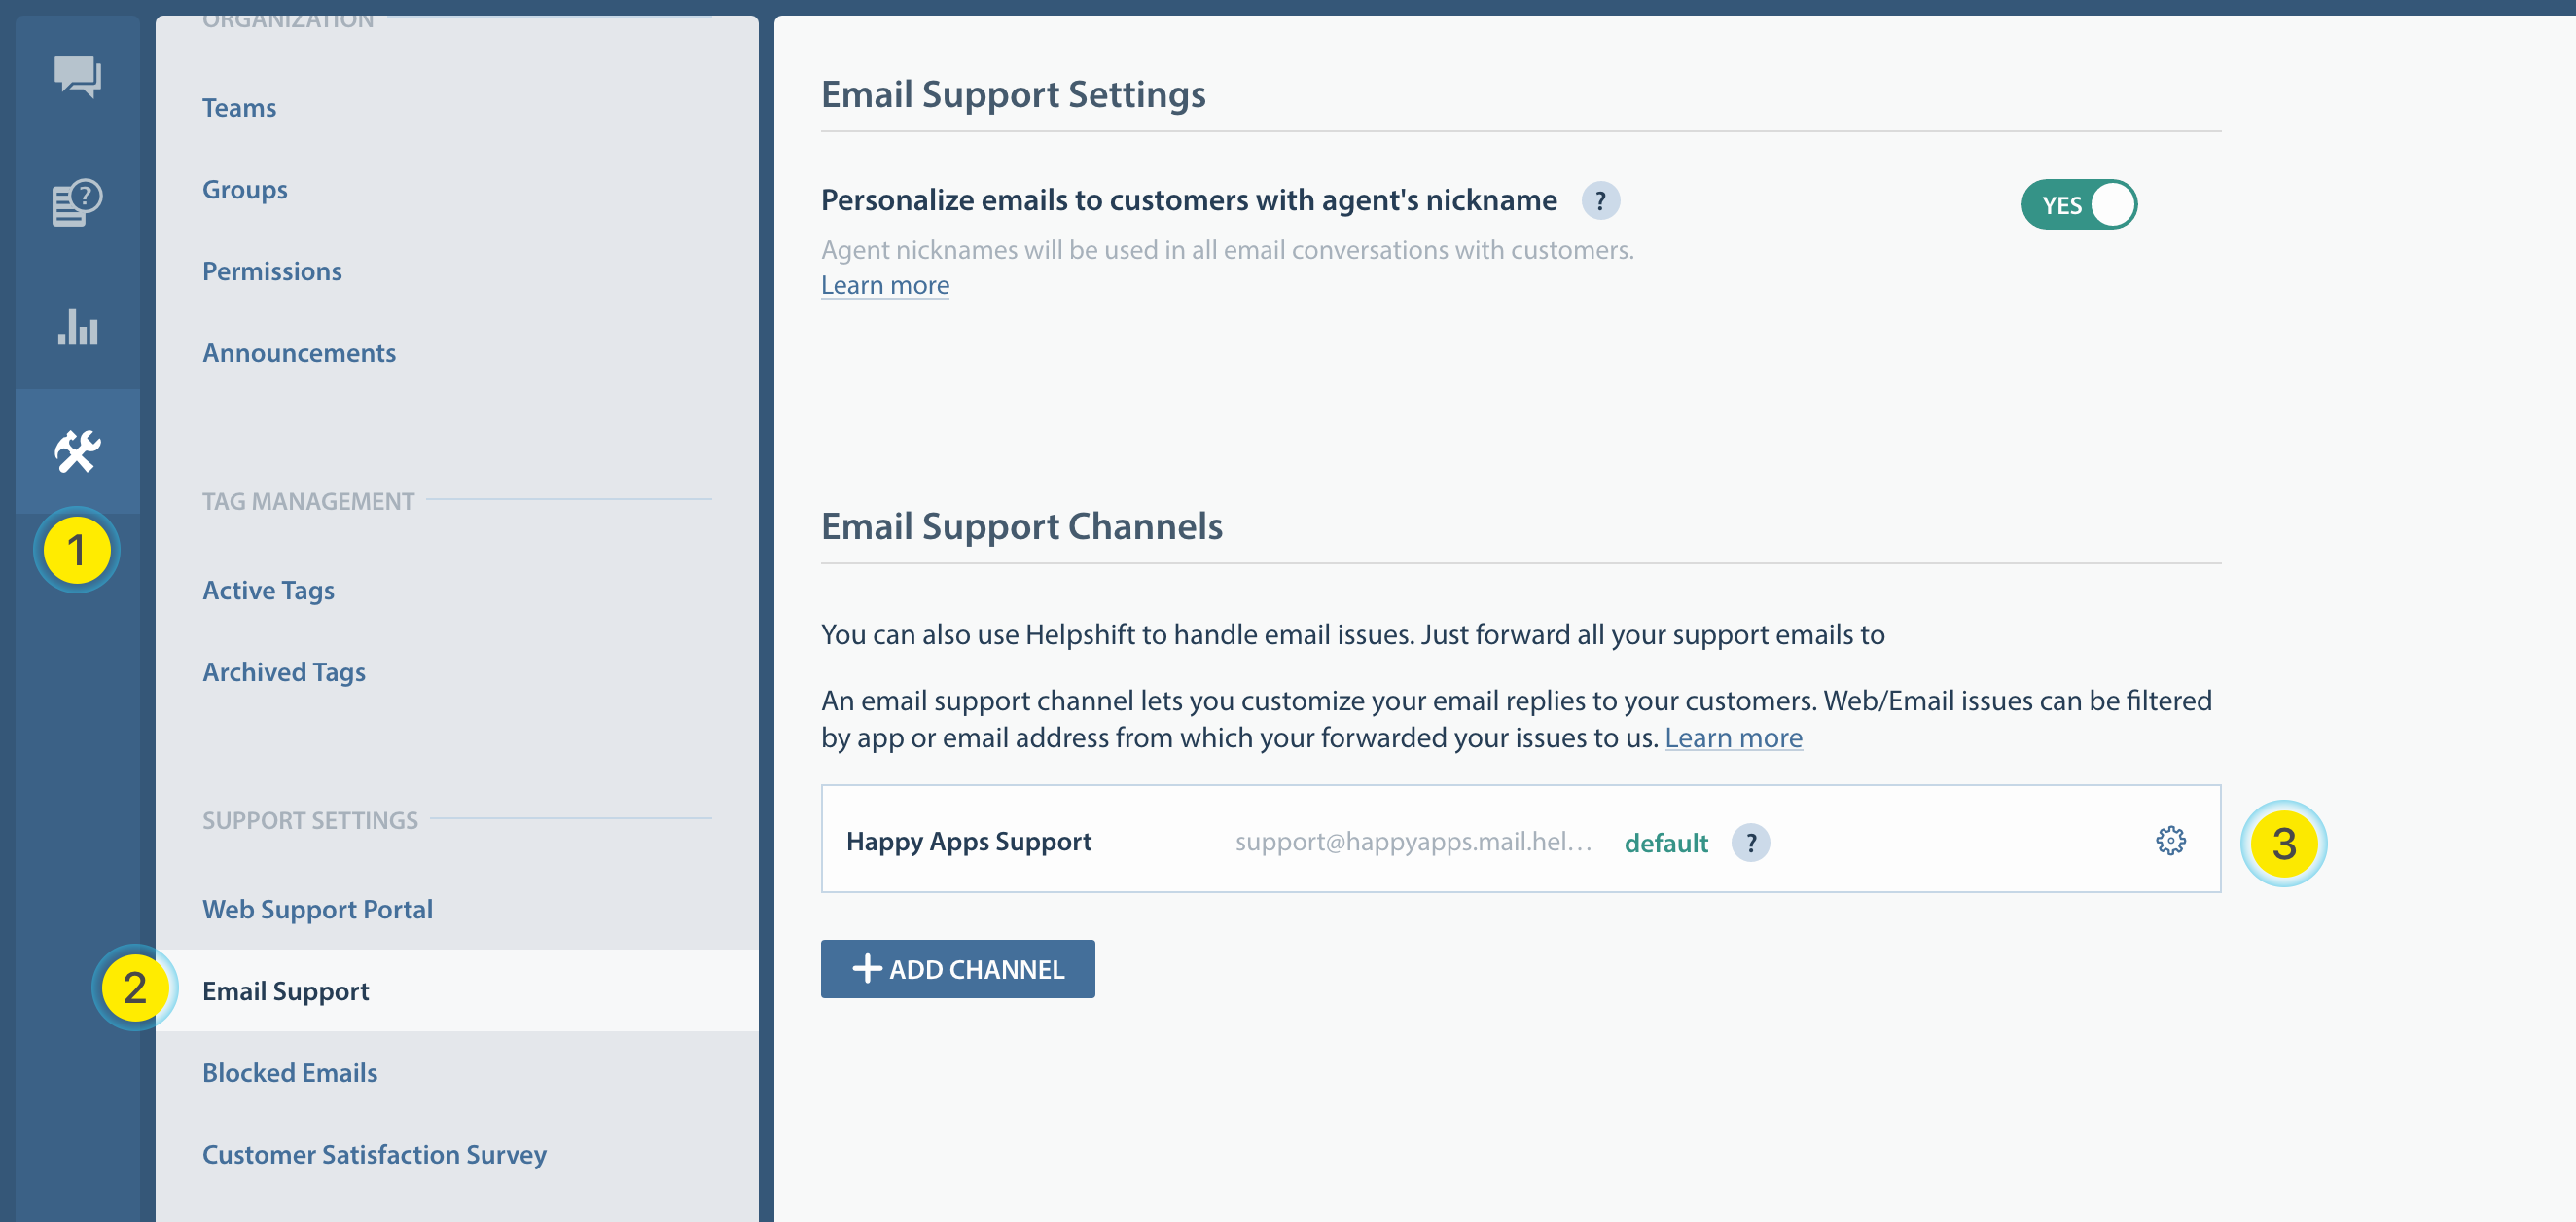 ORGANIZATION
Teams
Groups
Permissions
Announcements
1
TAG MANAGEMENT
Active Tags
Archived Tags
SUPPORT SETTINGS
Web Support Portal
2
Email Support
Blocked Emails
Customer Satisfaction Survey
Email Support Settings
Personalize emails to customers with agent's nickname ? YES
Agent nicknames will be used in all email conversations with customers.
Learn more
Email Support Channels
You can also use Helpshift to handle email issues. Just forward all your support emails to
An email support channel lets you customize your email replies to your customers. Web/Email issues can be filtered
by app or email address from which your forwarded your issues to us. Learn more
Happy Apps Support support@happyapps.mail.hel... default ? 3
ADD CHANNEL